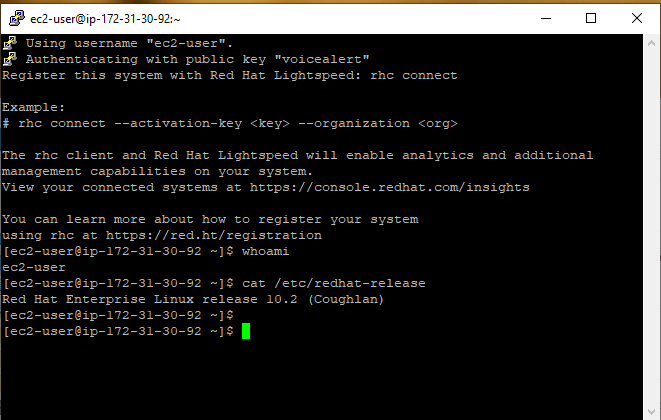 ec2-user@ip-172-31-30-92:~
Using username "ec2-user".
Authenticating with public key "voicealert"
Register this system with Red Hat Lightspeed: rhc connect
Example:
# rhc connect --activation-key <key> --organization <org>
The rhc client and Red Hat Lightspeed will enable analytics and additional
management capabilities on your system.
View your connected systems at https://console.redhat.com/insights
You can learn more about how to register your system
using rhc at https://red.ht/registration
[ec2-user@ip-172-31-30-92 ~]$ whoami
ec2-user
[ec2-user@ip-172-31-30-92 ~]$ cat /etc/redhat-release
Red Hat Enterprise Linux release 10.2 (Coughlan)
[ec2-user@ip-172-31-30-92 ~]$
[ec2-user@ip-172-31-30-92 ~]$